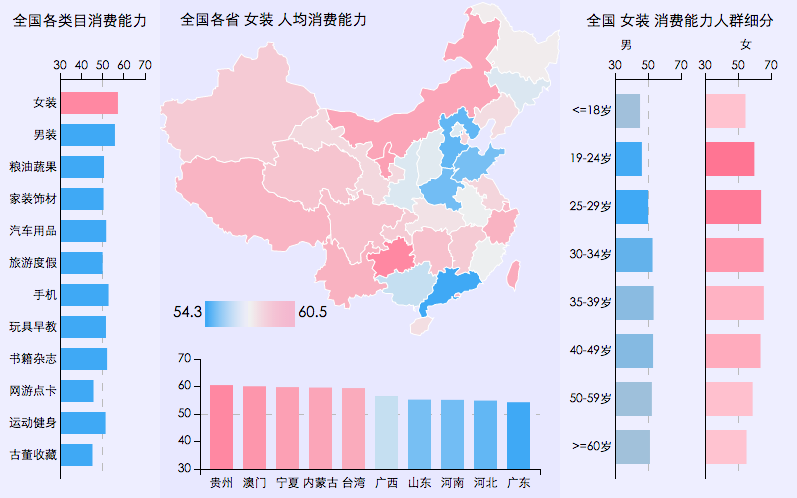 全国各类目消费能力
30 40 50 60 70
女装
男装
粮油蔬果
家装饰材
汽车用品
旅游度假
手机
玩具早教
书籍杂志
网游点卡
运动健身
古董收藏
全国各省 女装 人均消费能力
54.3 60.5
70
60
50
40
30
贵州 澳门 宁夏 内蒙古 台湾 广西 山东 河南 河北 广东
全国 女装 消费能力人群细分
男 女
30 50 70 30 50 70
<=18岁
19-24岁
25-29岁
30-34岁
35-39岁
40-49岁
50-59岁
>=60岁